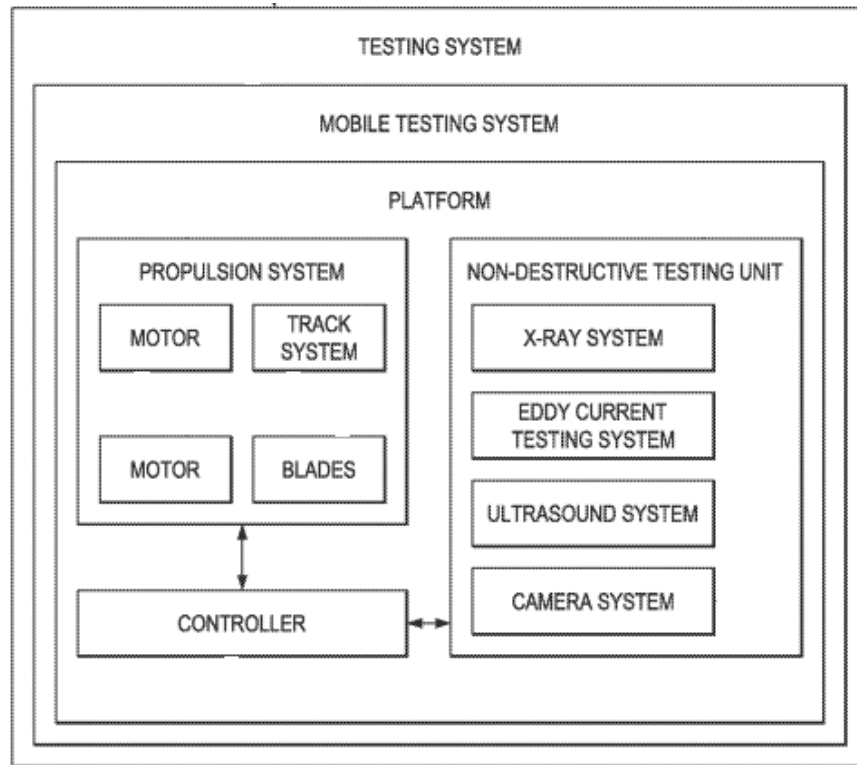 TESTING SYSTEM
MOBILE TESTING SYSTEM
PLATFORM
PROPULSION SYSTEM
MOTOR
TRACK
SYSTEM
MOTOR
BLADES
CONTROLLER
NON-DESTRUCTIVE TESTING UNIT
X-RAY SYSTEM
EDDY CURRENT
TESTING SYSTEM
ULTRASOUND SYSTEM
CAMERA SYSTEM